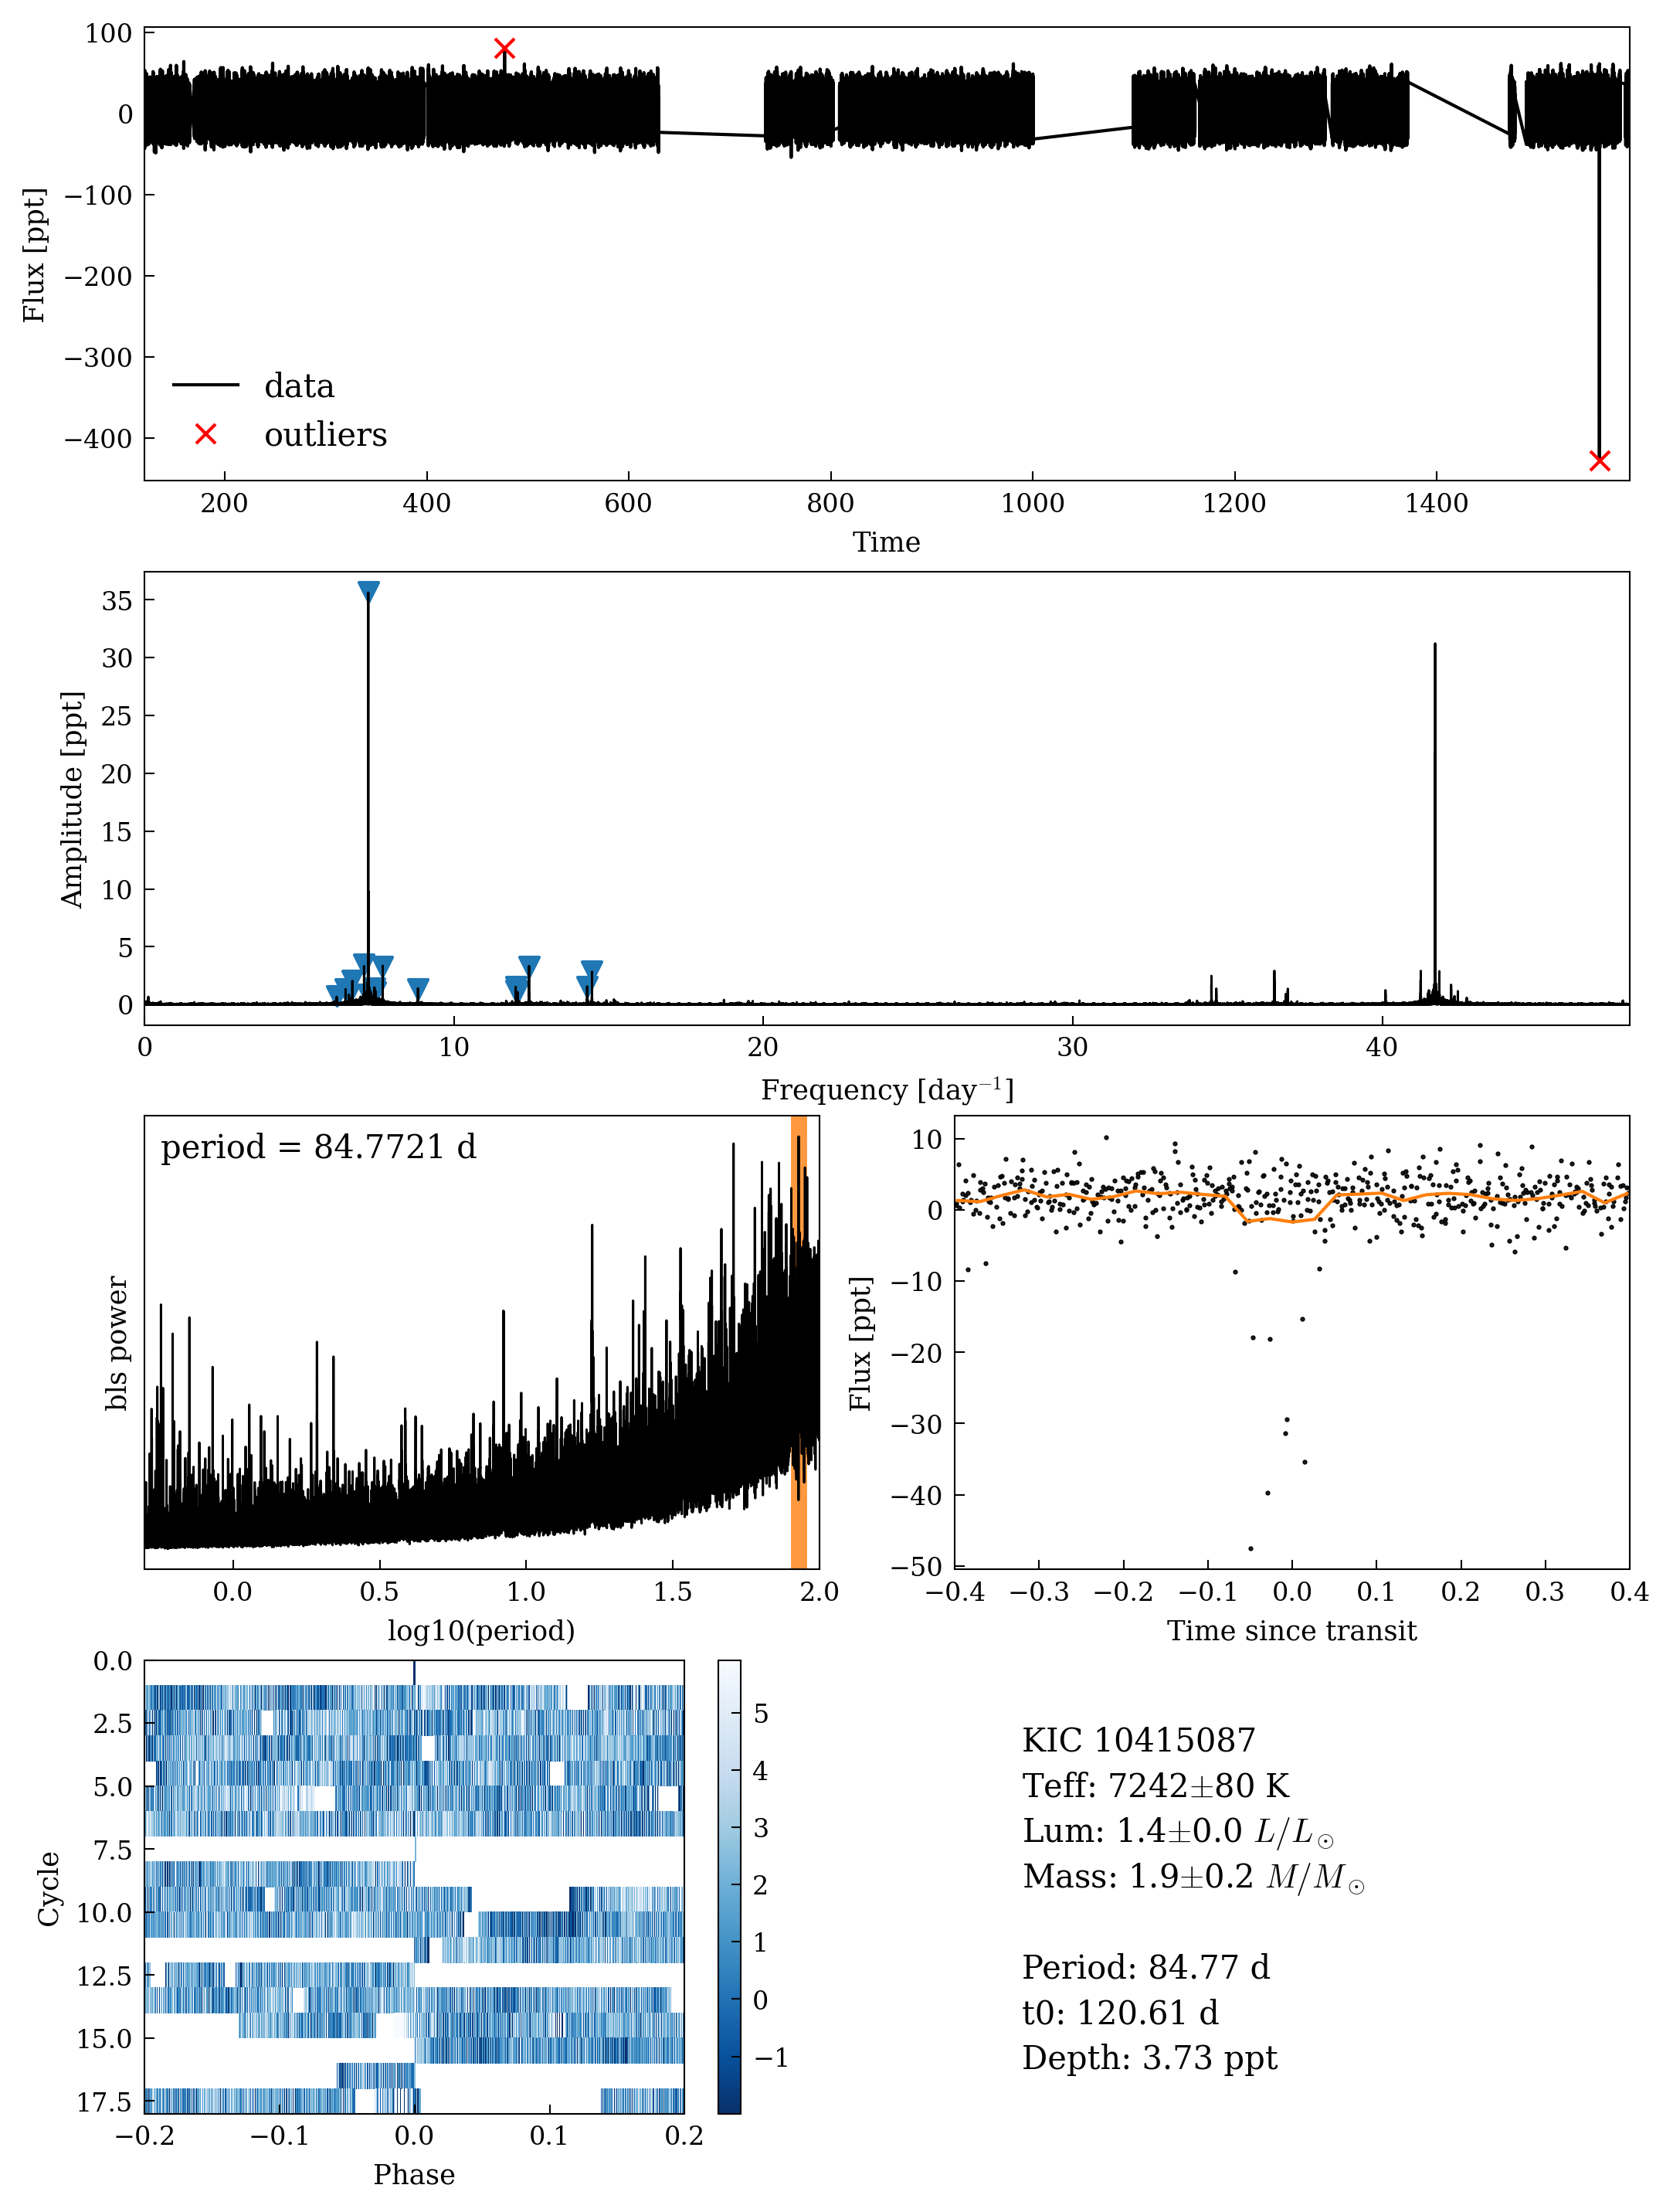 100
0
−100
−200
−300
−400
Flux [ppt]
data
outliers
200 400 600 800 1000 1200 1400
Time
35
30
25
20
15
10
5
0
Amplitude [ppt]
0 10 20 30 40
Frequency [day⁻¹]
period = 84.7721 d
bls power
0.0 0.5 1.0 1.5 2.0
log10(period)
10
0
−10
−20
−30
−40
−50
Flux [ppt]
−0.4 −0.3 −0.2 −0.1 0.0 0.1 0.2 0.3 0.4
Time since transit
0.0
2.5
5.0
7.5
10.0
12.5
15.0
17.5
Cycle
−0.2 −0.1 0.0 0.1 0.2
Phase
5
4
3
2
1
0
−1
KIC 10415087
Teff: 7242±80 K
Lum: 1.4±0.0 L/L☉
Mass: 1.9±0.2 M/M☉
Period: 84.77 d
t0: 120.61 d
Depth: 3.73 ppt